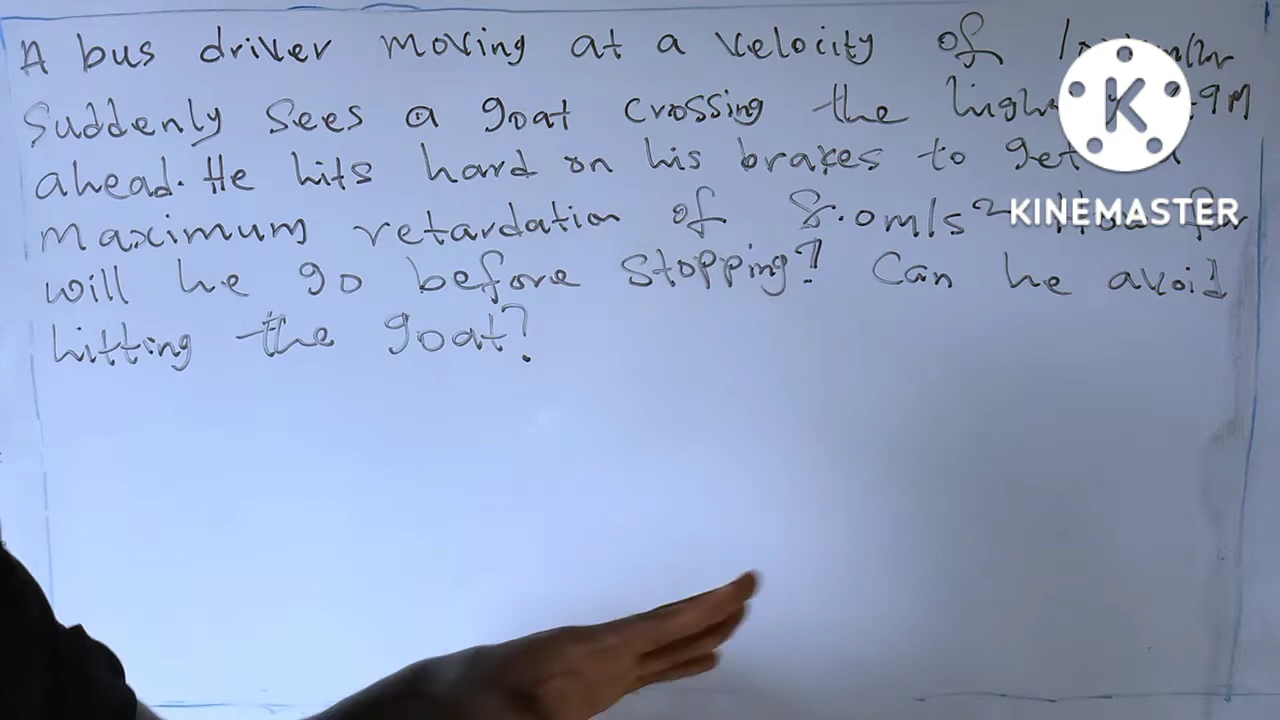 A bus driver moving at a velocity of
Suddenly sees a goat crossing the
ahead. He hits hard on his brakes to get
maximum retardation of 8.0m/s² How far
will he go before stopping? Can he avoid
hitting the goat?
K
KINEMASTER